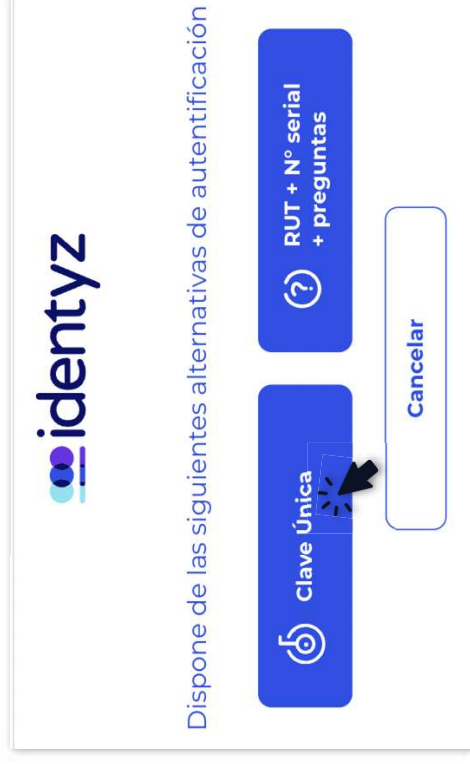 identyz
Dispone de las siguientes alternativas de autentificación
Clave Única
RUT + N° serial
+ preguntas
Cancelar